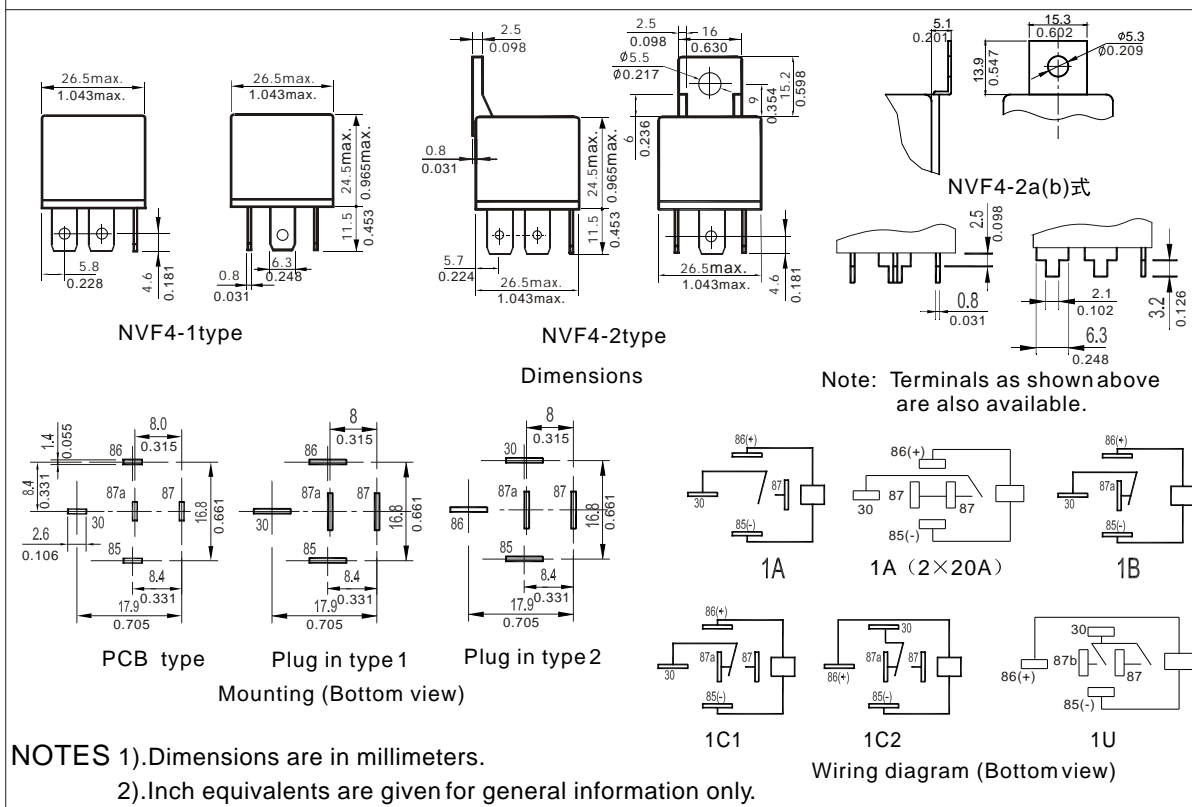 2.5
0.098
26.5max.
1.043max.
26.5max.
1.043max.
24.5max.
0.965max.
11.5
0.453
5.8
0.228
4.6
0.181
0.8
0.031
6.3
0.248
NVF4-1type
2.5
0.098
16
0.630
ø5.5
ø0.217
15.2
0.598
9
0.354
6
0.236
0.8
0.031
24.5max.
0.965max.
11.5
0.453
5.7
0.224
26.5max.
1.043max.
26.5max.
1.043max.
4.6
0.181
NVF4-2type
Dimensions
5.1
0.201
15.3
0.602
ø5.3
ø0.209
13.9
0.547
NVF4-2a(b)式
2.5
0.098
0.8
0.031
2.1
0.102
3.2
0.126
6.3
0.248
Note: Terminals as shown above
are also available.
8.0
0.315
1.4
0.055
86
8.4
0.331
87a
87
30
16.8
0.661
2.6
0.106
85
8.4
0.331
17.9
0.705
PCB type
8
0.315
86
87a
87
30
16.8
0.661
85
8.4
0.331
17.9
0.705
Plug in type 1
8
0.315
30
87a
87
86
16.8
0.661
85
8.4
0.331
17.9
0.705
Plug in type 2
Mounting (Bottom view)
86(+)
30
87
85(-)
1A
86(+)
30
87
87
85(-)
1A（2×20A）
86(+)
30
87a
85(-)
1B
86(+)
30
87a
87
85(-)
1C1
30
86(+)
87a
87
85(-)
1C2
30
86(+)
87b
87
85(-)
1U
Wiring diagram (Bottom view)
NOTES 1).Dimensions are in millimeters.
2).Inch equivalents are given for general information only.